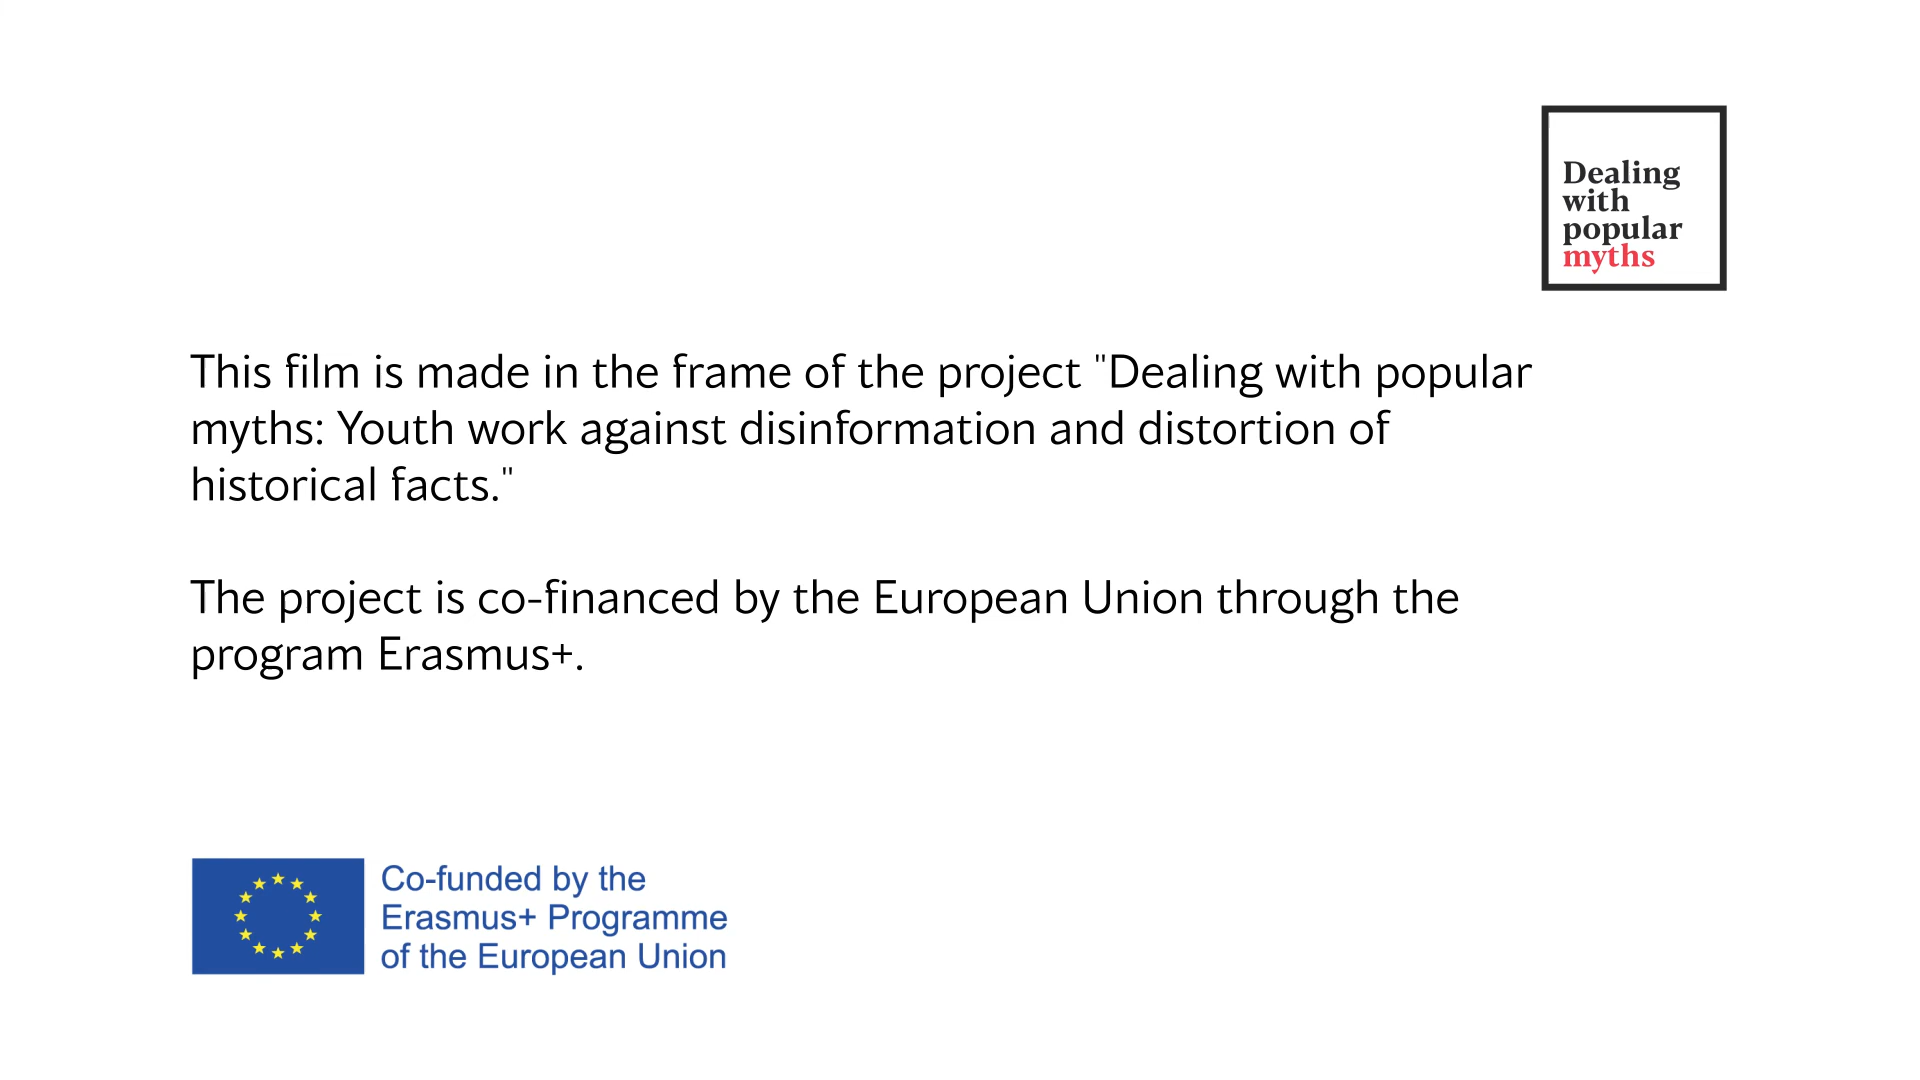 Dealing
with
popular
myths
This film is made in the frame of the project "Dealing with popular
myths: Youth work against disinformation and distortion of
historical facts."
The project is co-financed by the European Union through the
program Erasmus+.
Co-funded by the
Erasmus+ Programme
of the European Union